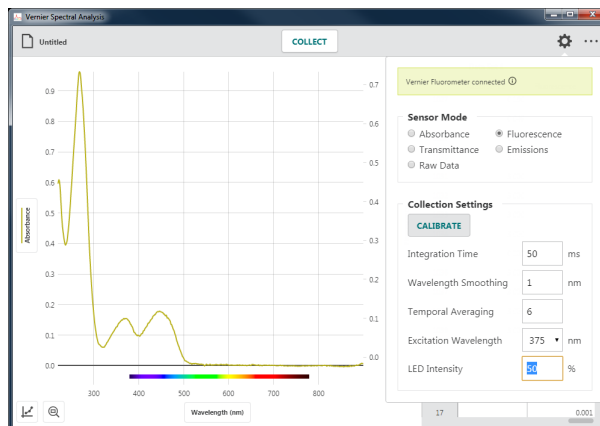 Vernier Spectral Analysis
Untitled
COLLECT
Vernier Fluorometer connected
Sensor Mode
Absorbance
Fluorescence
Transmittance
Emissions
Raw Data
Collection Settings
CALIBRATE
Integration Time 50 ms
Wavelength Smoothing 1 nm
Temporal Averaging 6
Excitation Wavelength 375 nm
LED Intensity 50 %
Absorbance
0.9
0.8
0.7
0.6
0.5
0.4
0.3
0.2
0.1
0.0
0.7
0.6
0.5
0.4
0.3
0.2
0.1
0.0
300 400 500 600 700 800
Wavelength (nm)
17 0.001